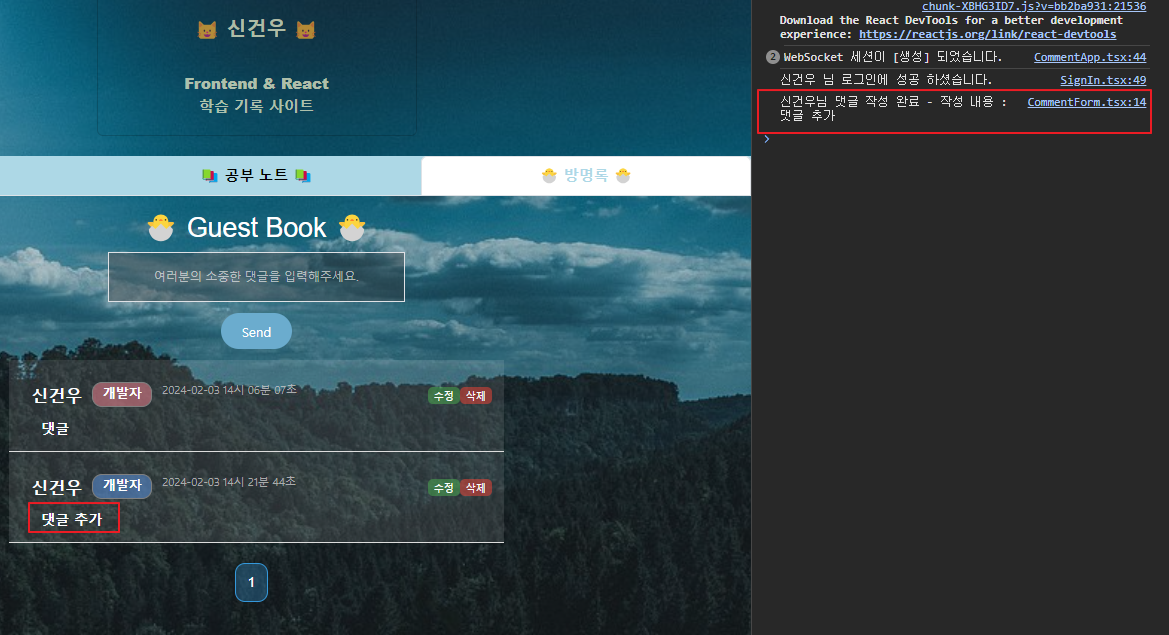 신건우
Frontend & React
학습 기록 사이트
공부 노트
방명록
Guest Book
여러분의 소중한 댓글을 입력해주세요.
Send
신건우 개발자 2024-02-03 14시 06분 07초 수정 삭제
댓글
신건우 개발자 2024-02-03 14시 21분 44초 수정 삭제
댓글 추가
1
chunk-XBHG3ID7.js?v=bb2ba931:21536
Download the React DevTools for a better development
experience: https://reactjs.org/link/react-devtools
2 WebSocket 세션이 [생성] 되었습니다. CommentApp.tsx:44
신건우 님 로그인에 성공 하셨습니다. SignIn.tsx:49
신건우님 댓글 작성 완료 - 작성 내용 : CommentForm.tsx:14
댓글 추가
>